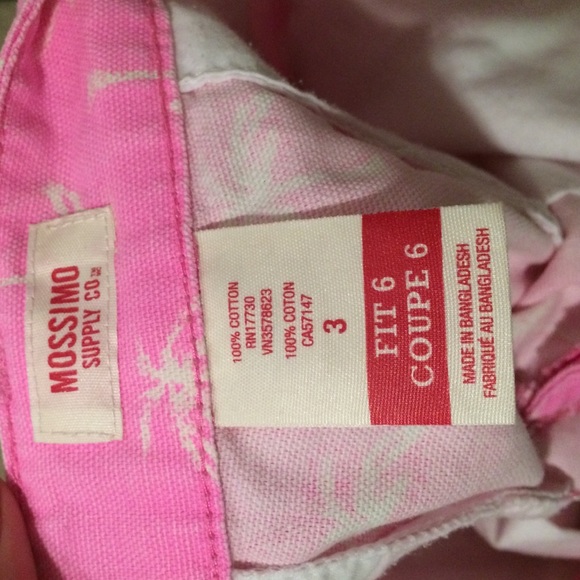 MOSSIMO
SUPPLY CO
100% COTTON
RN17730
VN3578623
100% COTON
CA57147
3
FIT 6
COUPE 6
MADE IN BANGLADESH
FABRIQUÉ AU BANGLADESH